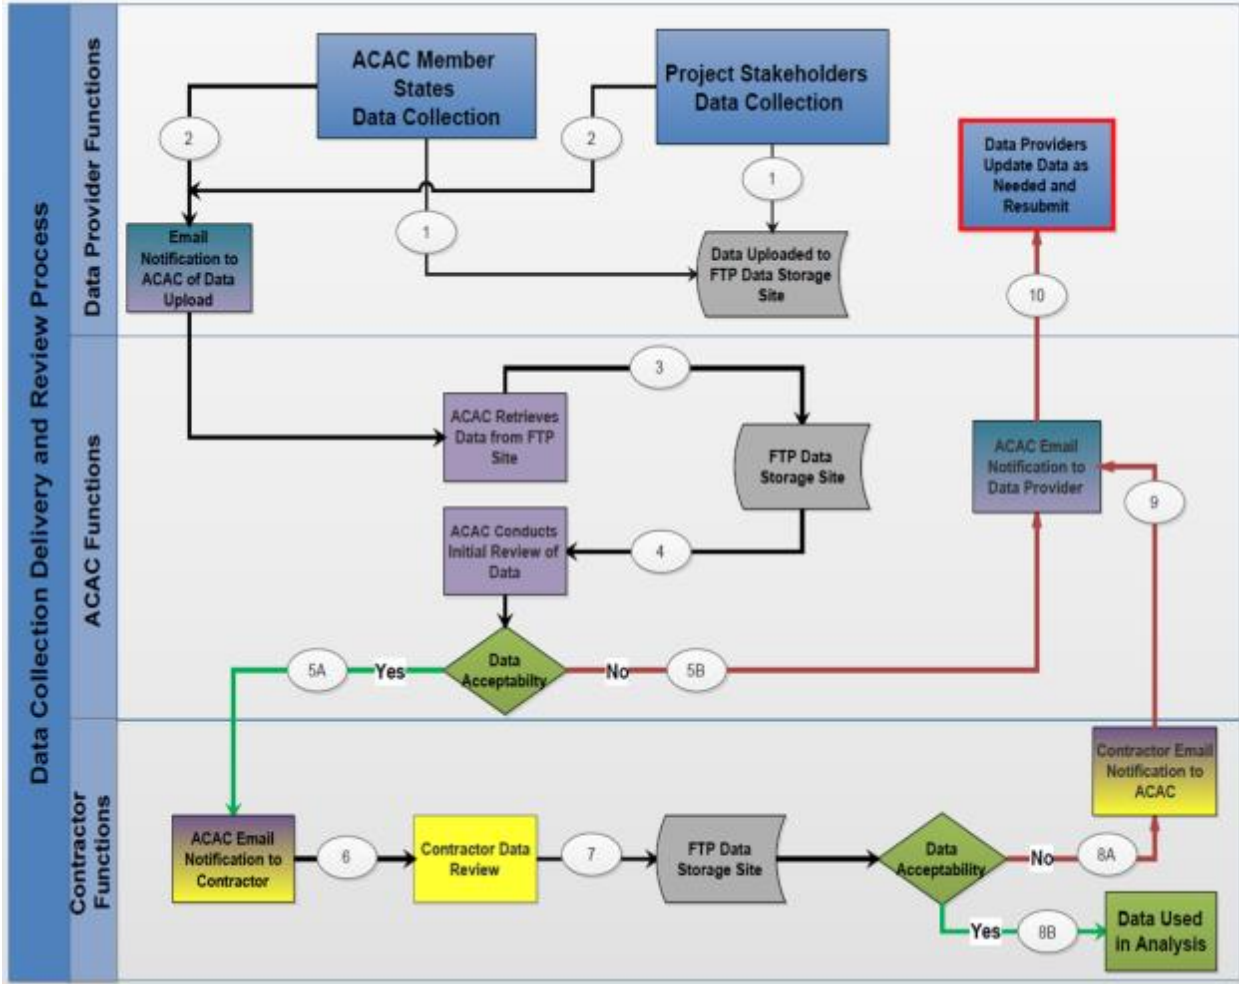 Data Collection Delivery and Review Process
Data Provider Functions
ACAC Member
States
Data Collection
Project Stakeholders
Data Collection
2
2
1
1
Data Providers
Update Data as
Needed and
Resubmit
Email
Notification to
ACAC of Data
Upload
Data Uploaded to
FTP Data Storage
Site
10
ACAC Functions
3
ACAC Retrieves
Data from FTP
Site
FTP Data
Storage Site
ACAC Email
Notification to
Data Provider
9
ACAC Conducts
Initial Review of
Data
4
5A
Yes
Data
Acceptabilty
No
5B
Contractor
Functions
Contractor Email
Notification to
ACAC
ACAC Email
Notification to
Contractor
6
Contractor Data
Review
7
FTP Data
Storage Site
Data
Acceptability
No
8A
Yes
8B
Data Used
in Analysis